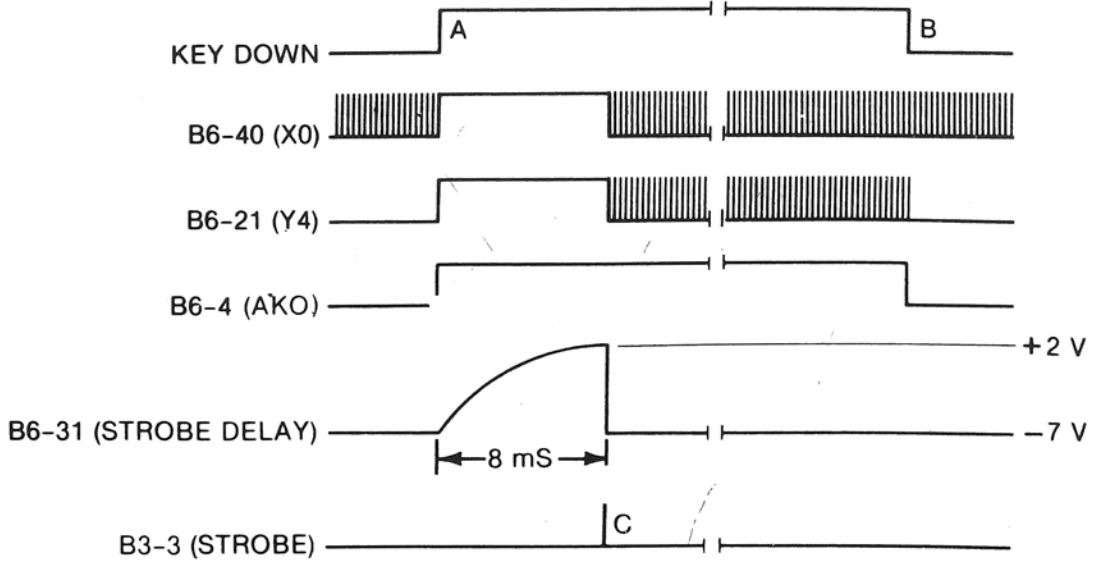 A
B
KEY DOWN
B6-40 (X0)
B6-21 (Y4)
B6-4 (AKO)
+2 V
B6-31 (STROBE DELAY)
-7 V
8 mS
C
B3-3 (STROBE)